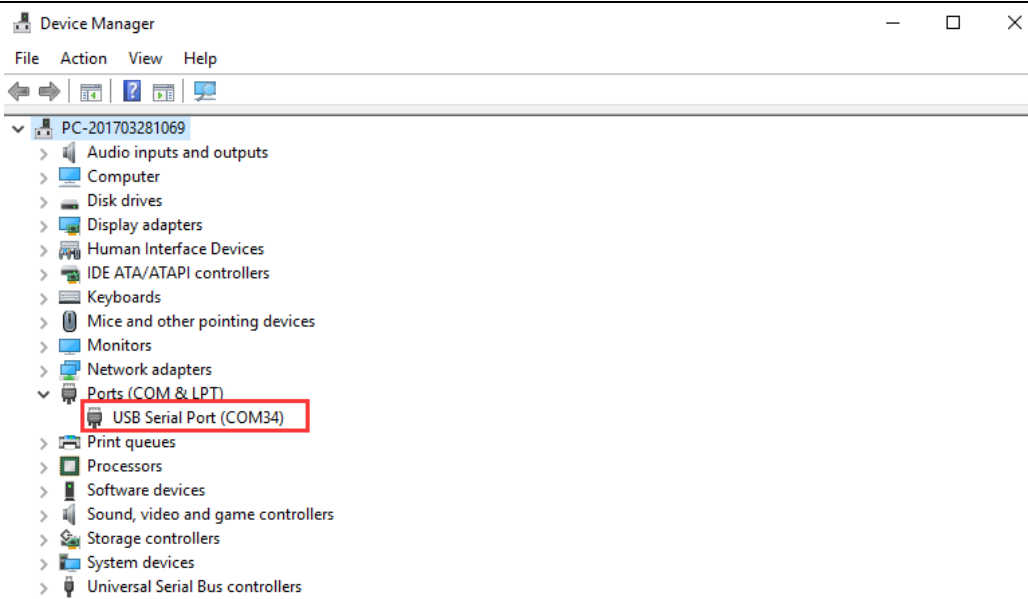 Device Manager
File Action View Help
PC-201703281069
Audio inputs and outputs
Computer
Disk drives
Display adapters
Human Interface Devices
IDE ATA/ATAPI controllers
Keyboards
Mice and other pointing devices
Monitors
Network adapters
Ports (COM & LPT)
USB Serial Port (COM34)
Print queues
Processors
Software devices
Sound, video and game controllers
Storage controllers
System devices
Universal Serial Bus controllers